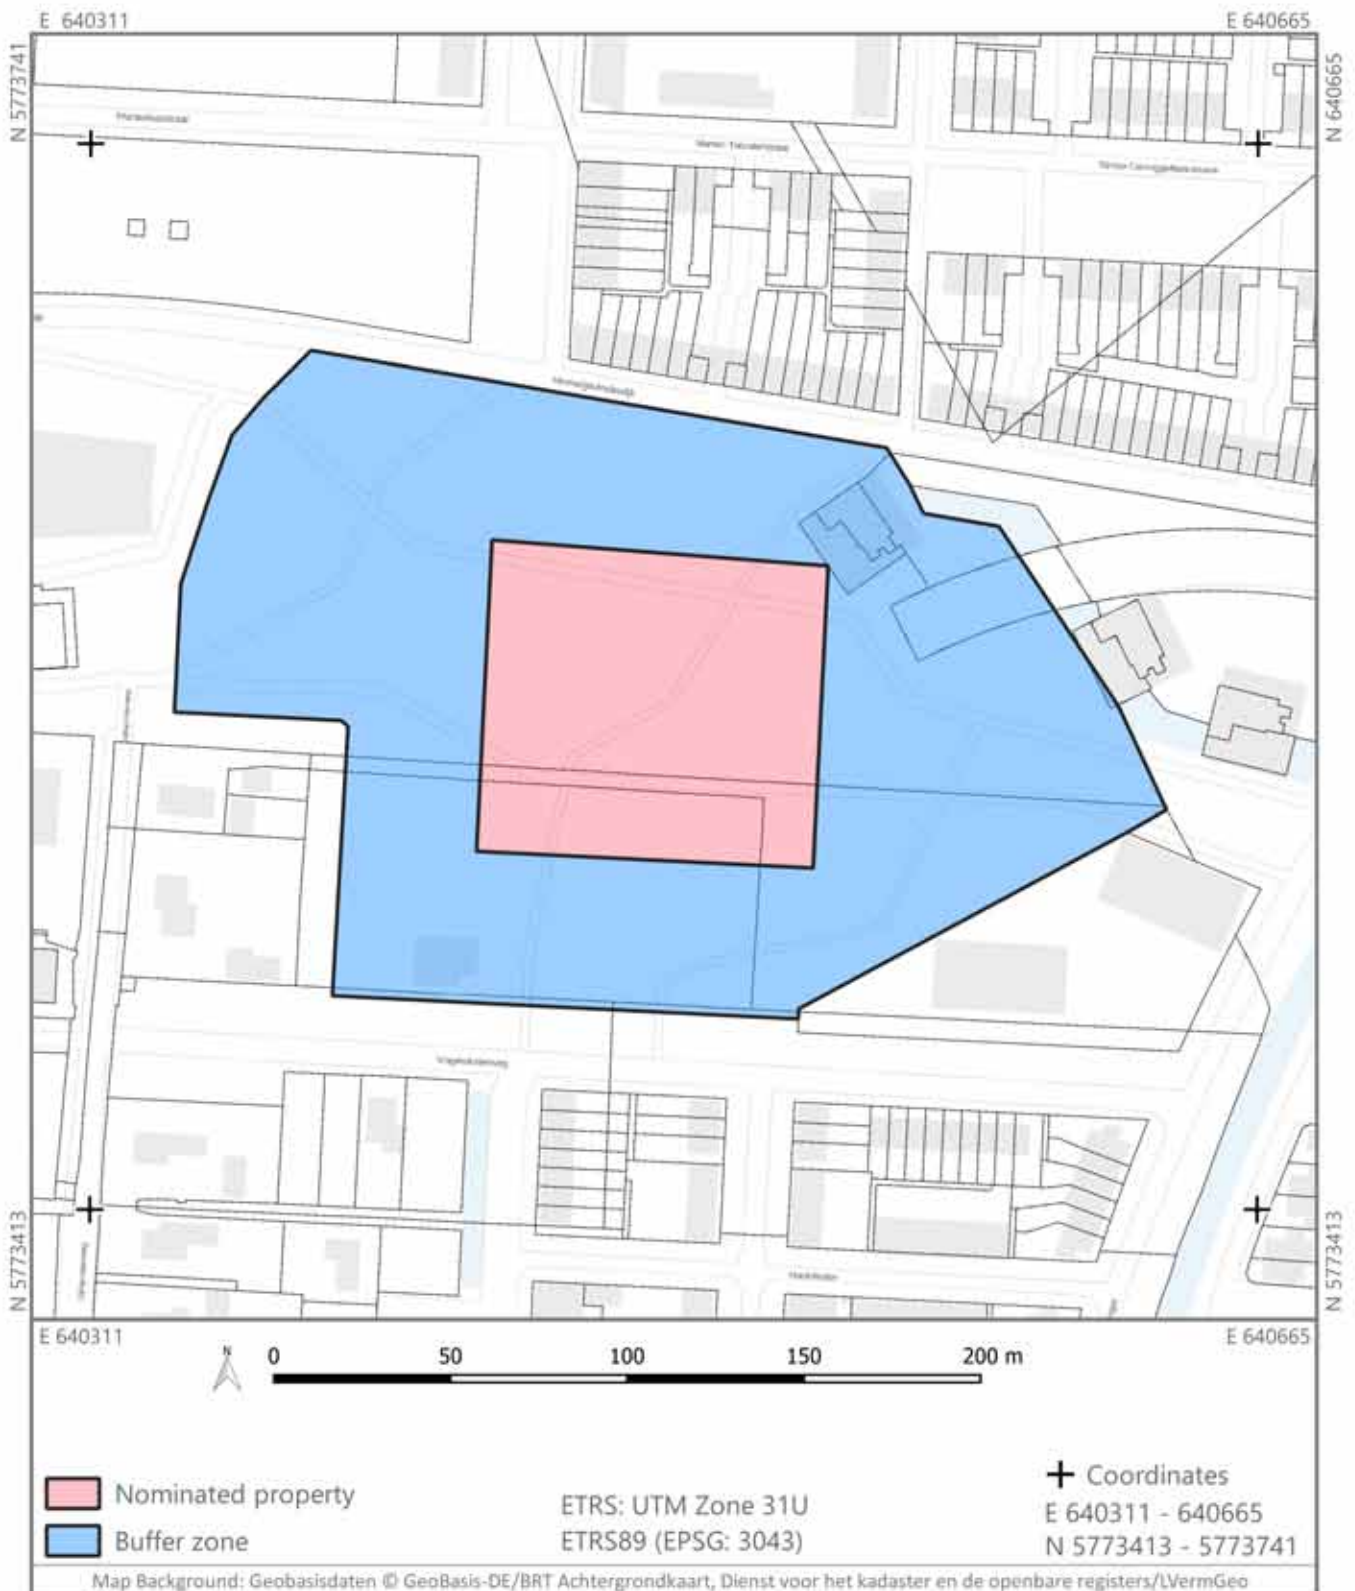 E 640311
E 640665
N 5773741
N 640665
N 5773413
N 5773413
E 640311
E 640665
N
0 50 100 150 200 m
Nominated property
Buffer zone
ETRS: UTM Zone 31U
ETRS89 (EPSG: 3043)
Coordinates
E 640311 - 640665
N 5773413 - 5773741
Map Background: Geobasisdaten © GeoBasis-DE/BRT Achtergrondkaart, Dienst voor het kadaster en de openbare registers/LVermGeo